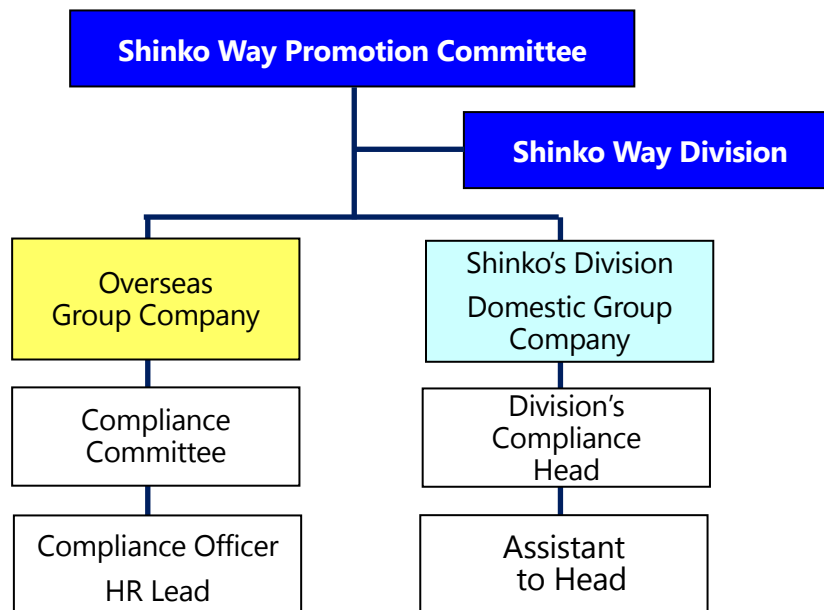 Shinko Way Promotion Committee
Shinko Way Division
Overseas
Group Company
Shinko’s Division
Domestic Group
Company
Compliance
Committee
Division’s
Compliance
Head
Compliance Officer
HR Lead
Assistant
to Head